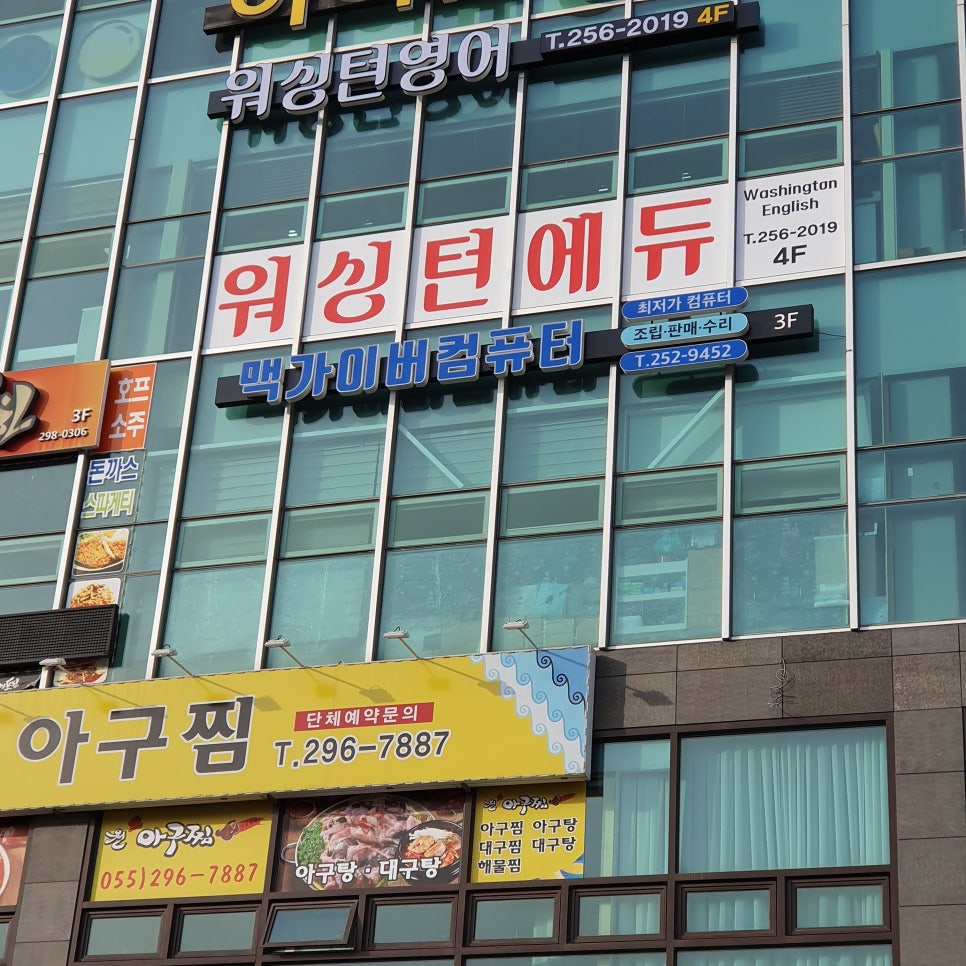 워싱턴영어
T.256-2019 4F
워싱턴에듀
Washington
English
T.256-2019
4F
맥가이버컴퓨터
최저가 컴퓨터
조립·판매·수리
T.252-9452
3F
3F
298-0306
호프
소주
돈까스
스파게티
아구찜
단체예약문의
T.296-7887
아구찜
055)296-7887
아구탕·대구탕
아구찜
아구찜 아구탕
대구찜 대구탕
해물찜